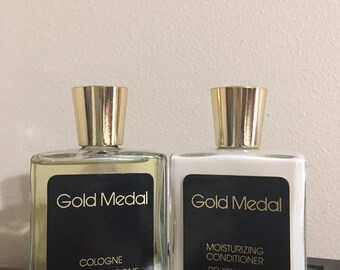 Gold Medal
COLOGNE
Gold Medal
MOISTURIZING
CONDITIONER